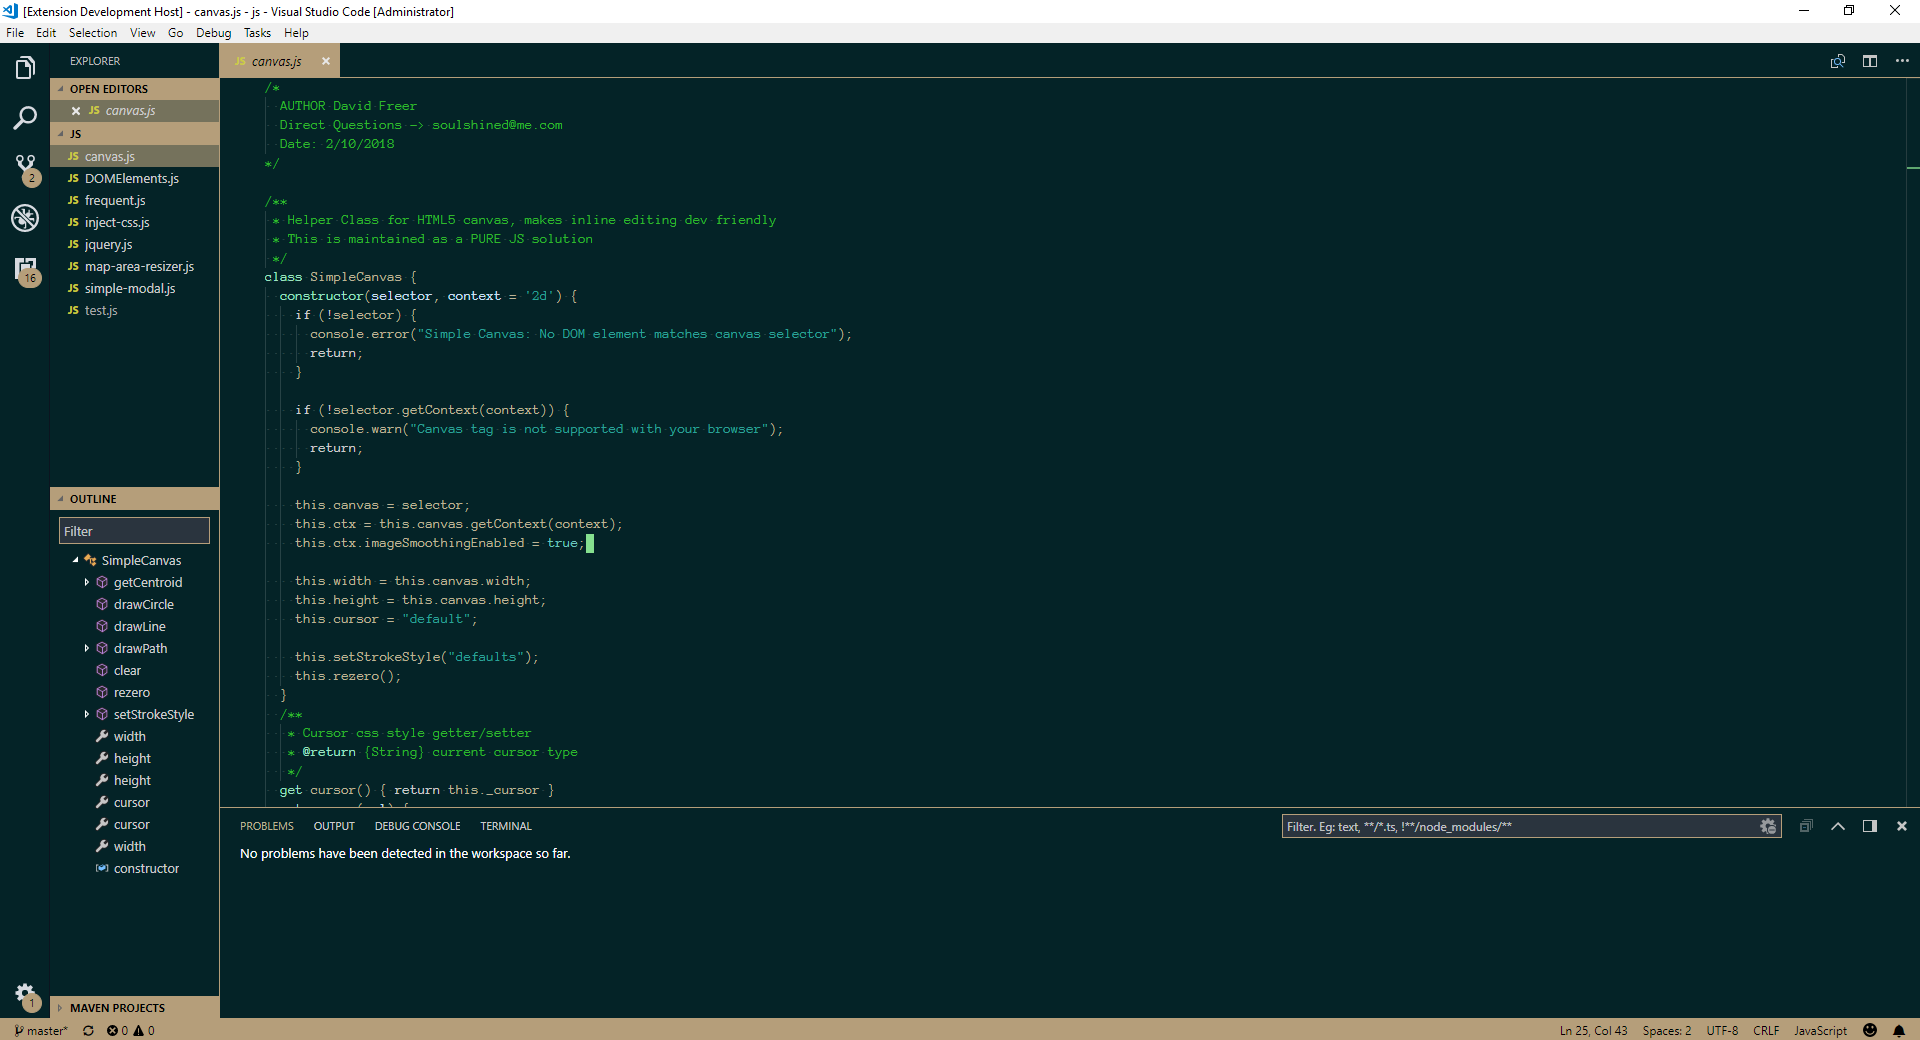 [Extension Development Host] - canvas.js - js - Visual Studio Code [Administrator]
File Edit Selection View Go Debug Tasks Help
EXPLORER
OPEN EDITORS
JS canvas.js
JS
JS canvas.js
JS DOMElements.js
JS frequent.js
JS inject-css.js
JS jquery.js
JS map-area-resizer.js
JS simple-modal.js
JS test.js
2
16
OUTLINE
Filter
SimpleCanvas
getCentroid
drawCircle
drawLine
drawPath
clear
rezero
setStrokeStyle
width
height
height
cursor
cursor
width
constructor
1
MAVEN PROJECTS
JS canvas.js
/*
AUTHOR David Freer
Direct Questions -> soulshined@me.com
Date: 2/10/2018
*/
/**
* Helper Class for HTML5 canvas, makes inline editing dev friendly
* This is maintained as a PURE JS solution
*/
class SimpleCanvas {
constructor(selector, context = '2d') {
if (!selector) {
console.error("Simple Canvas: No DOM element matches canvas selector");
return;
}
if (!selector.getContext(context)) {
console.warn("Canvas tag is not supported with your browser");
return;
}
this.canvas = selector;
this.ctx = this.canvas.getContext(context);
this.ctx.imageSmoothingEnabled = true;
this.width = this.canvas.width;
this.height = this.canvas.height;
this.cursor = "default";
this.setStrokeStyle("defaults");
this.rezero();
}
/**
* Cursor css style getter/setter
* @return {String} current cursor type
*/
get cursor() { return this._cursor }
PROBLEMS OUTPUT DEBUG CONSOLE TERMINAL
Filter. Eg: text, **/*.ts, !**/node_modules/**
No problems have been detected in the workspace so far.
master* 0 0
Ln 25, Col 43 Spaces: 2 UTF-8 CRLF JavaScript